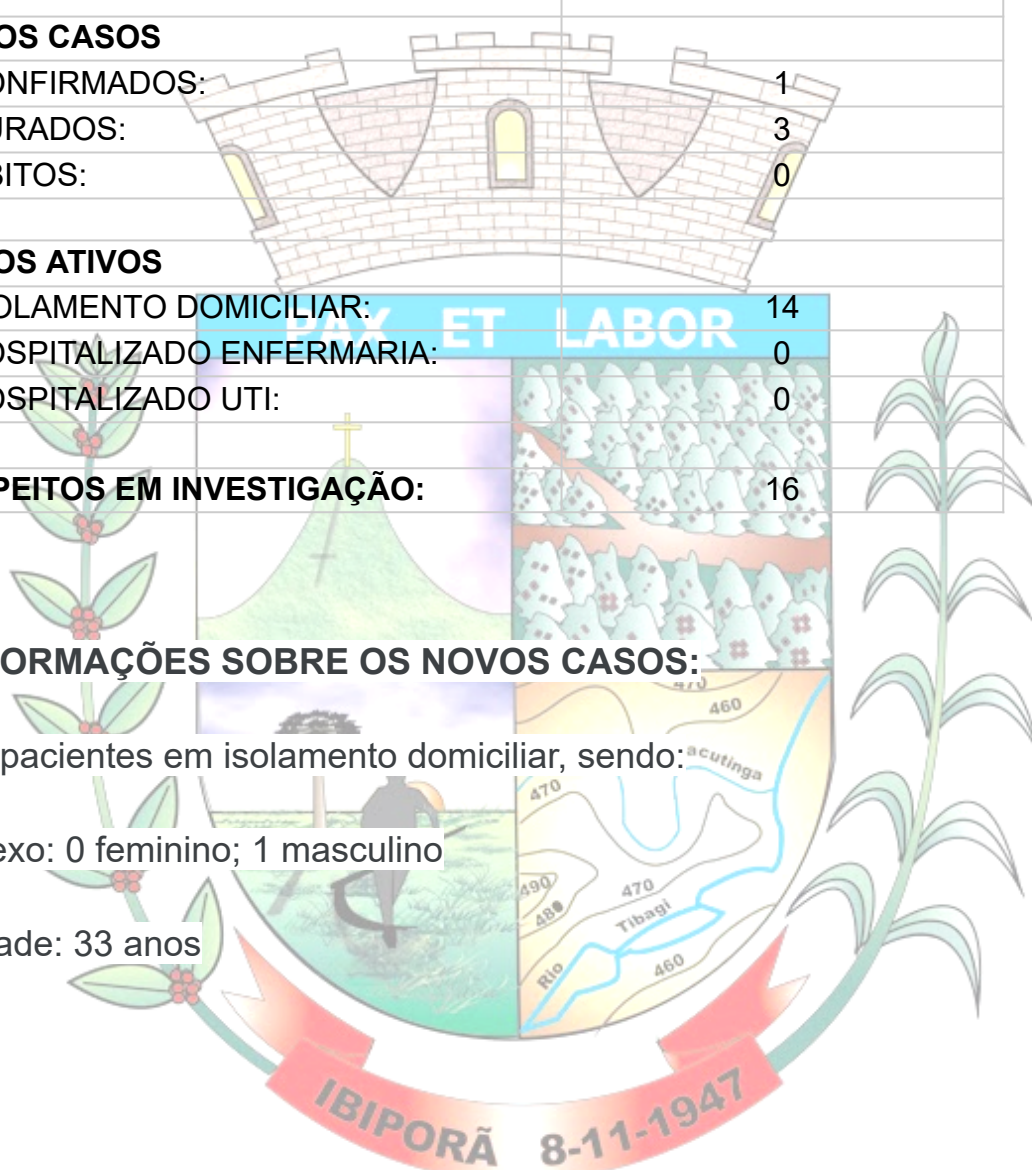 OS CASOS
ONFIRMADOS: 1
URADOS: 3
BITOS: 0
OS ATIVOS
OLAMENTO DOMICILIAR: 14
PAX ET LABOR
OSPITALIZADO ENFERMARIA: 0
OSPITALIZADO UTI: 0
PEITOS EM INVESTIGAÇÃO: 16
ORMAÇÕES SOBRE OS NOVOS CASOS:
470
460
pacientes em isolamento domiciliar, sendo:
acutinga
470
exo: 0 feminino; 1 masculino
490
480
470
Tibagi
ade: 33 anos
Rio
460
IBIPORÃ 8-11-1947